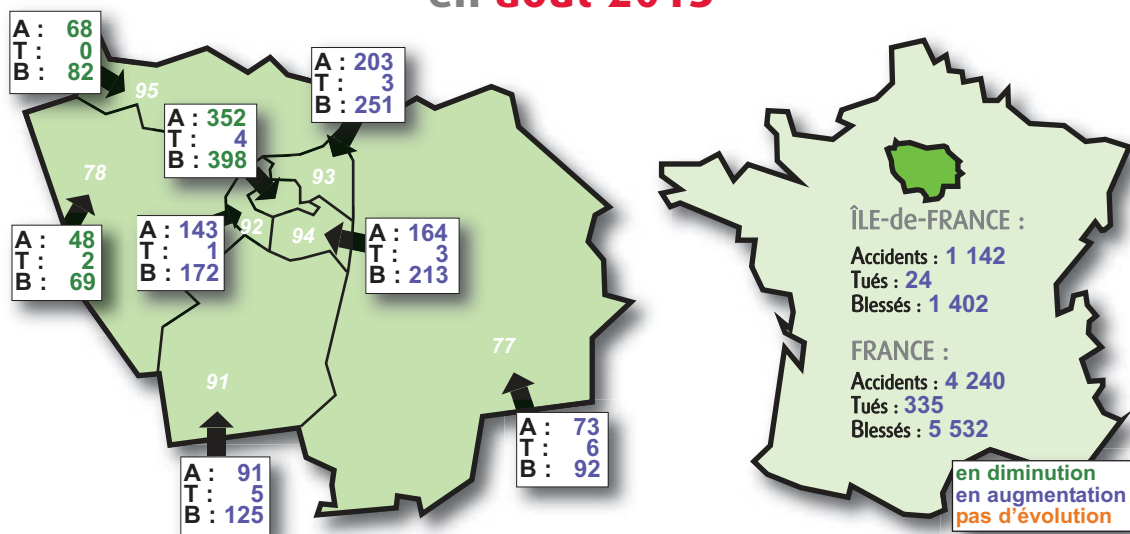 en août 2015
A : 68
T : 0
B : 82
95
A : 203
T : 3
B : 251
A : 352
T : 4
B : 398
78
93
92
94
A : 48
T : 2
B : 69
A : 143
T : 1
B : 172
A : 164
T : 3
B : 213
77
91
A : 73
T : 6
B : 92
A : 91
T : 5
B : 125
ÎLE-de-FRANCE :
Accidents : 1 142
Tués : 24
Blessés : 1 402
FRANCE :
Accidents : 4 240
Tués : 335
Blessés : 5 532
en diminution
en augmentation
pas d'évolution